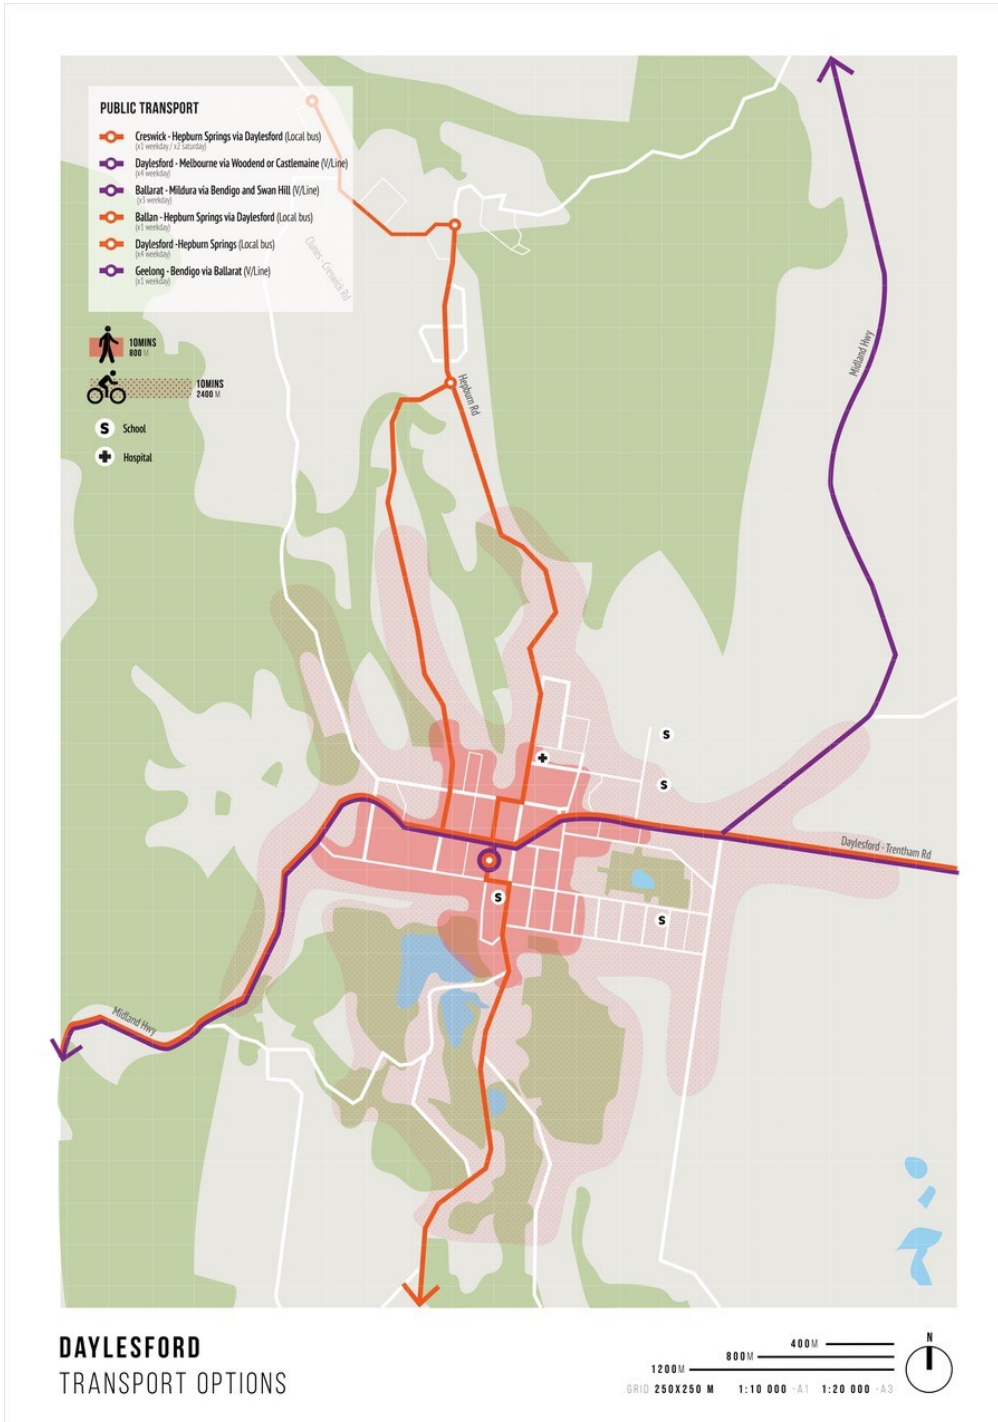 PUBLIC TRANSPORT
Creswick - Hepburn Springs via Daylesford (Local bus)
(x1 weekday / x2 saturday)
Daylesford - Melbourne via Woodend or Castlemaine (V/Line)
(x4 weekday)
Ballarat - Mildura via Bendigo and Swan Hill (V/Line)
(x3 weekday)
Ballan - Hepburn Springs via Daylesford (Local bus)
(x1 weekday)
Daylesford -Hepburn Springs (Local bus)
(x4 weekday)
Geelong - Bendigo via Ballarat (V/Line)
(x1 weekday)
Clunes - Creswick Rd
10MINS
800 M
10MINS
2400 M
S School
Hospital
Hepburn Rd
Midland Hwy
S
S
Daylesford - Trentham Rd
S
S
Midland Hwy
DAYLESFORD
TRANSPORT OPTIONS
400M
800M
1200M
GRID 250X250 M 1:10 000 -A1 1:20 000 -A3
N